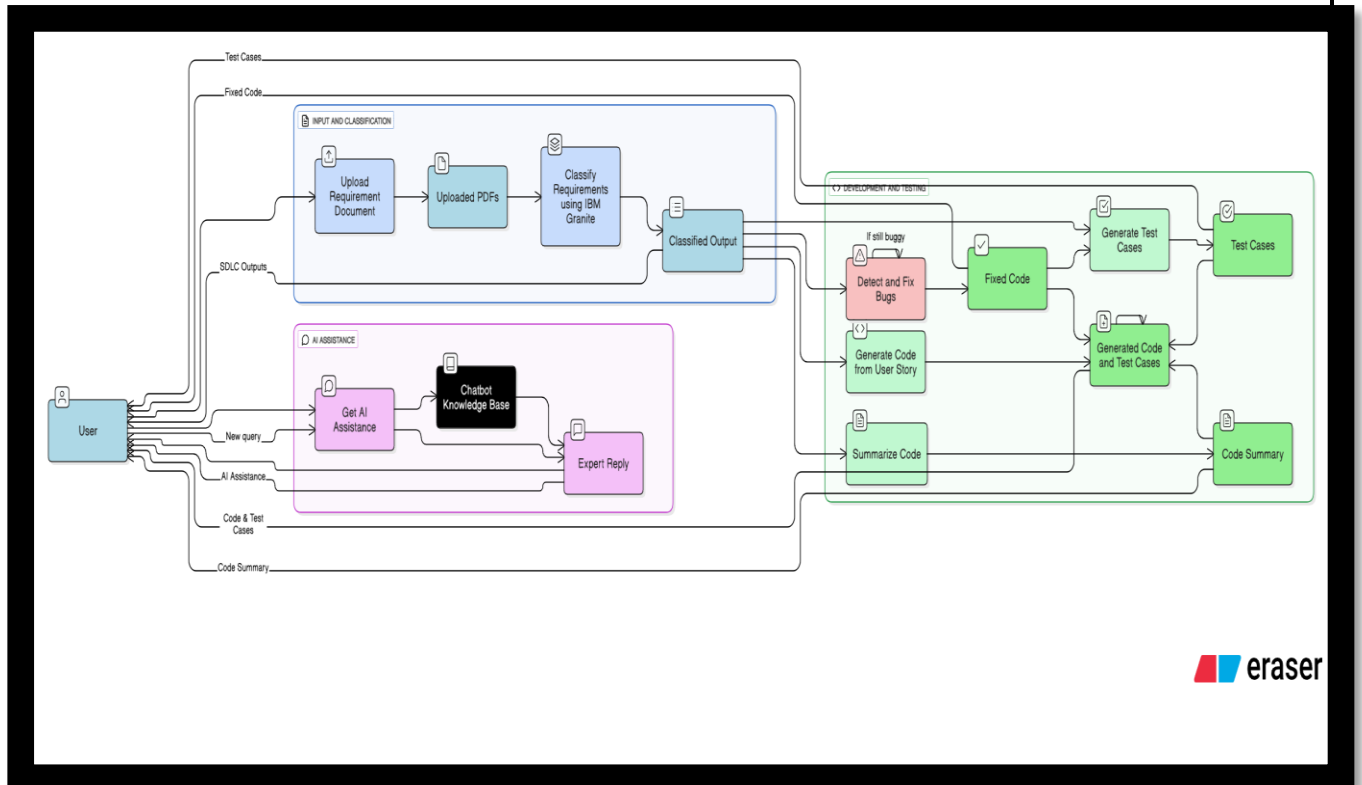 Test Cases
Fixed Code
INPUT AND CLASSIFICATION
Upload
Requirement
Document
Uploaded PDFs
Classify
Requirements
using IBM
Granite
Classified Output
SDLC Outputs
DEVELOPMENT AND TESTING
If still buggy
Detect and Fix
Bugs
Fixed Code
Generate Test
Cases
Test Cases
Generate Code
from User Story
Generated Code
and Test Cases
Summarize Code
Code Summary
AI ASSISTANCE
User
Get AI
Assistance
Chatbot
Knowledge Base
Expert Reply
New query
AI Assistance
Code & Test
Cases
Code Summary
eraser